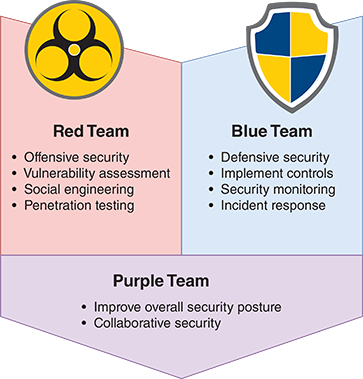 Red Team
• Offensive security
• Vulnerability assessment
• Social engineering
• Penetration testing
Blue Team
• Defensive security
• Implement controls
• Security monitoring
• Incident response
Purple Team
• Improve overall security posture
• Collaborative security